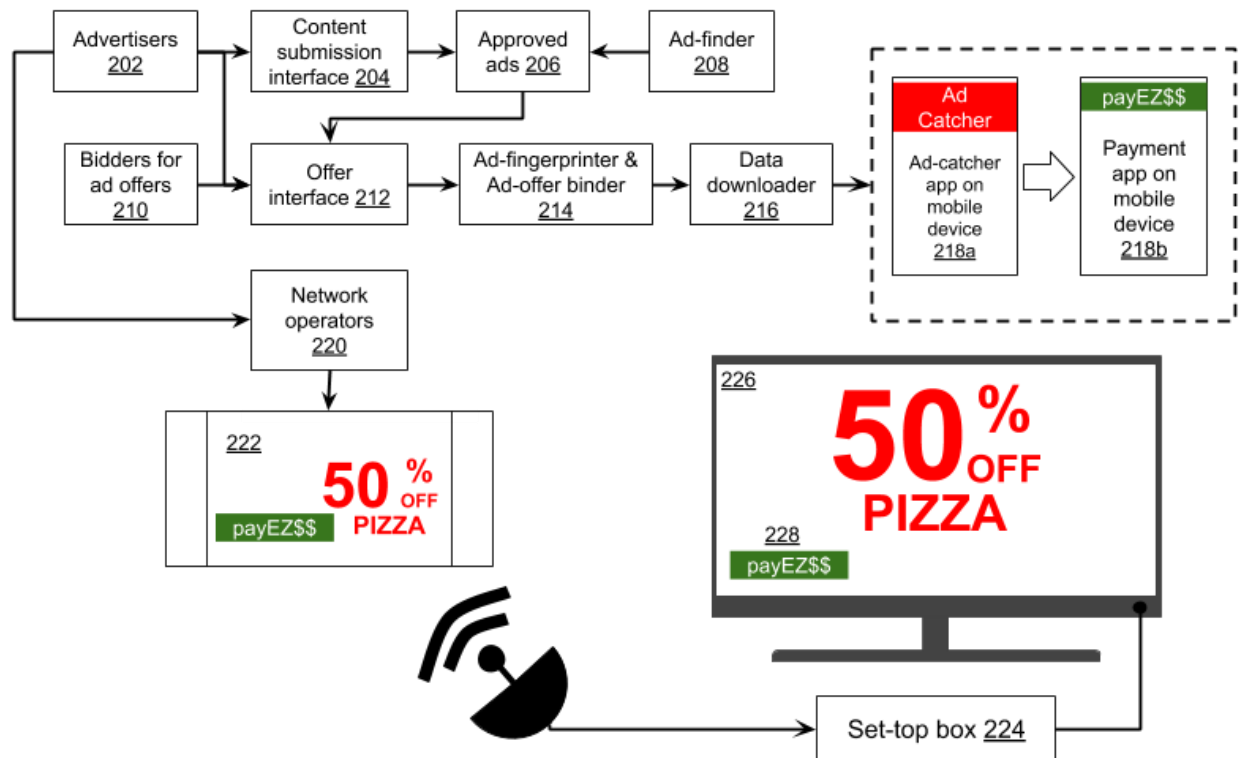 Advertisers
202
Content
submission
interface 204
Approved
ads 206
Ad-finder
208
Bidders for
ad offers
210
Offer
interface 212
Ad-fingerprinter &
Ad-offer binder
214
Data
downloader
216
Ad
Catcher
Ad-catcher
app on
mobile
device
218a
payEZ$$
Payment
app on
mobile
device
218b
Network
operators
220
222
50 %
OFF
PIZZA
payEZ$$
226
50 %
OFF
PIZZA
228
payEZ$$
Set-top box 224